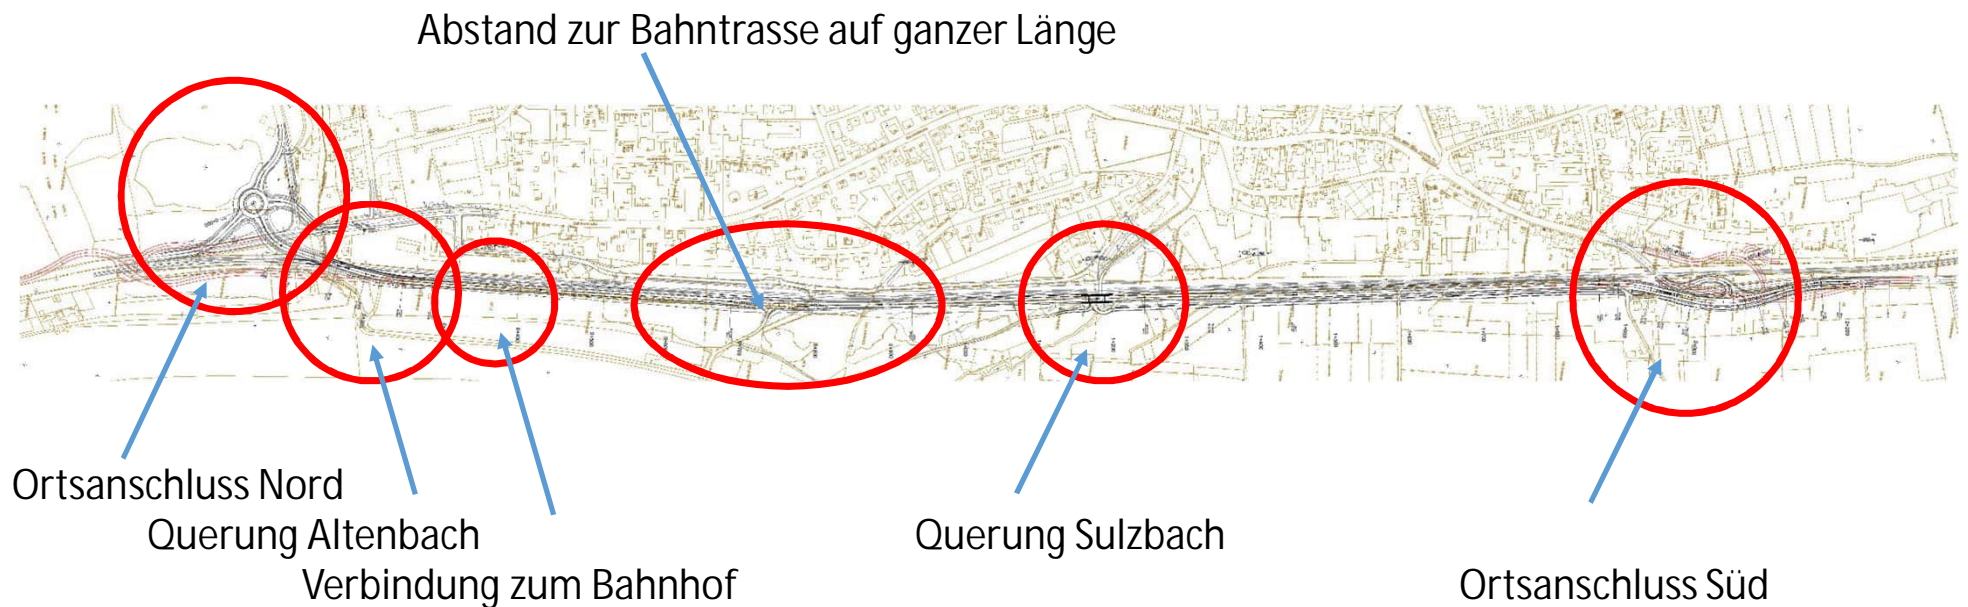 Abstand zur Bahntrasse auf ganzer Länge
Ortsanschluss Nord
Querung Altenbach
Verbindung zum Bahnhof
Querung Sulzbach
Ortsanschluss Süd